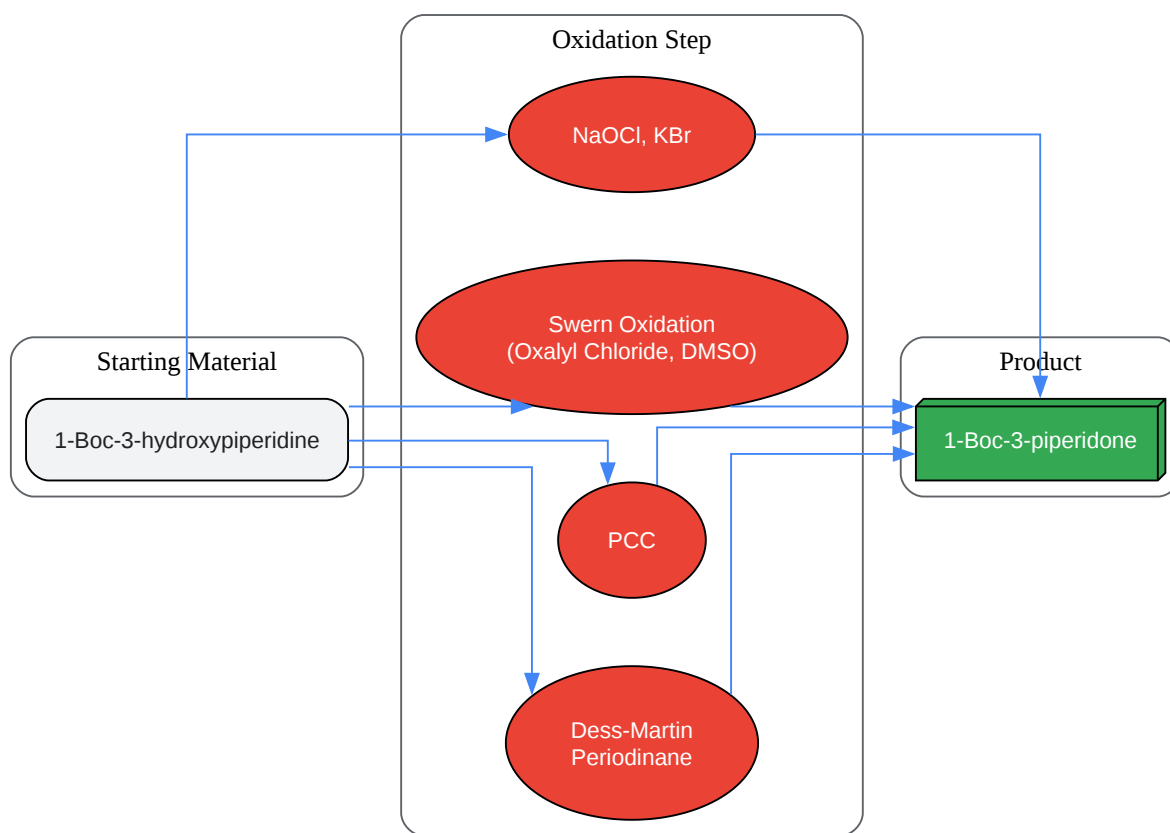 Oxidation Step
NaOCl, KBr
Swern Oxidation
(Oxalyl Chloride, DMSO)
Starting Material
1-Boc-3-hydroxypiperidine
Product
1-Boc-3-piperidone
PCC
Dess-Martin
Periodinane